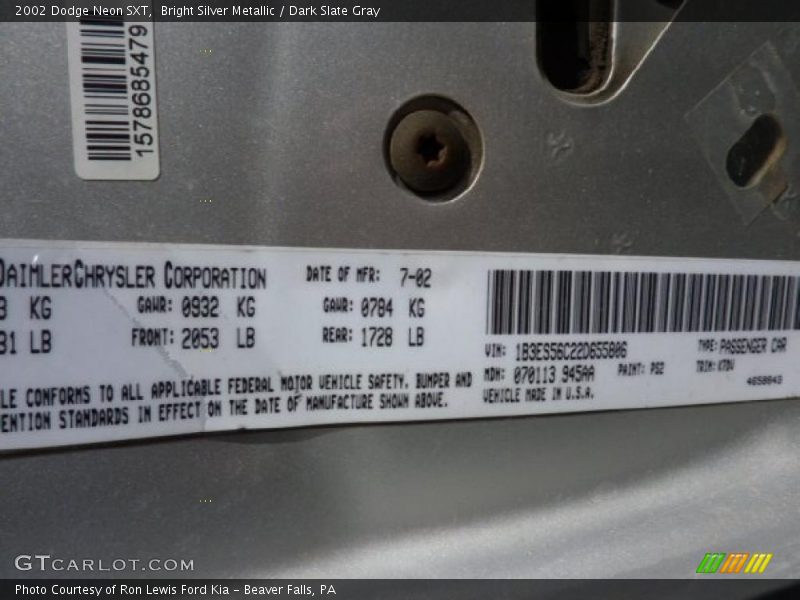 2002 Dodge Neon SXT, Bright Silver Metallic / Dark Slate Gray
1578685479
DAIMLERCHRYSLER CORPORATION DATE OF MFR: 7-02
KG GAWR: 0932 KG GAWR: 0784 KG
31 LB FRONT: 2053 LB REAR: 1728 LB
LE CONFORMS TO ALL APPLICABLE FEDERAL MOTOR VEHICLE SAFETY, BUMPER AND
ENTION STANDARDS IN EFFECT ON THE DATE OF MANUFACTURE SHOWN ABOVE.
VIN: 1B3ES56C22D655806 TYPE: PASSENGER CAR
MDH: 070113 945AA PAINT: PS2 TRIM: K7DV
VEHICLE MADE IN U.S.A.
GTCARLOT.COM
Photo Courtesy of Ron Lewis Ford Kia - Beaver Falls, PA